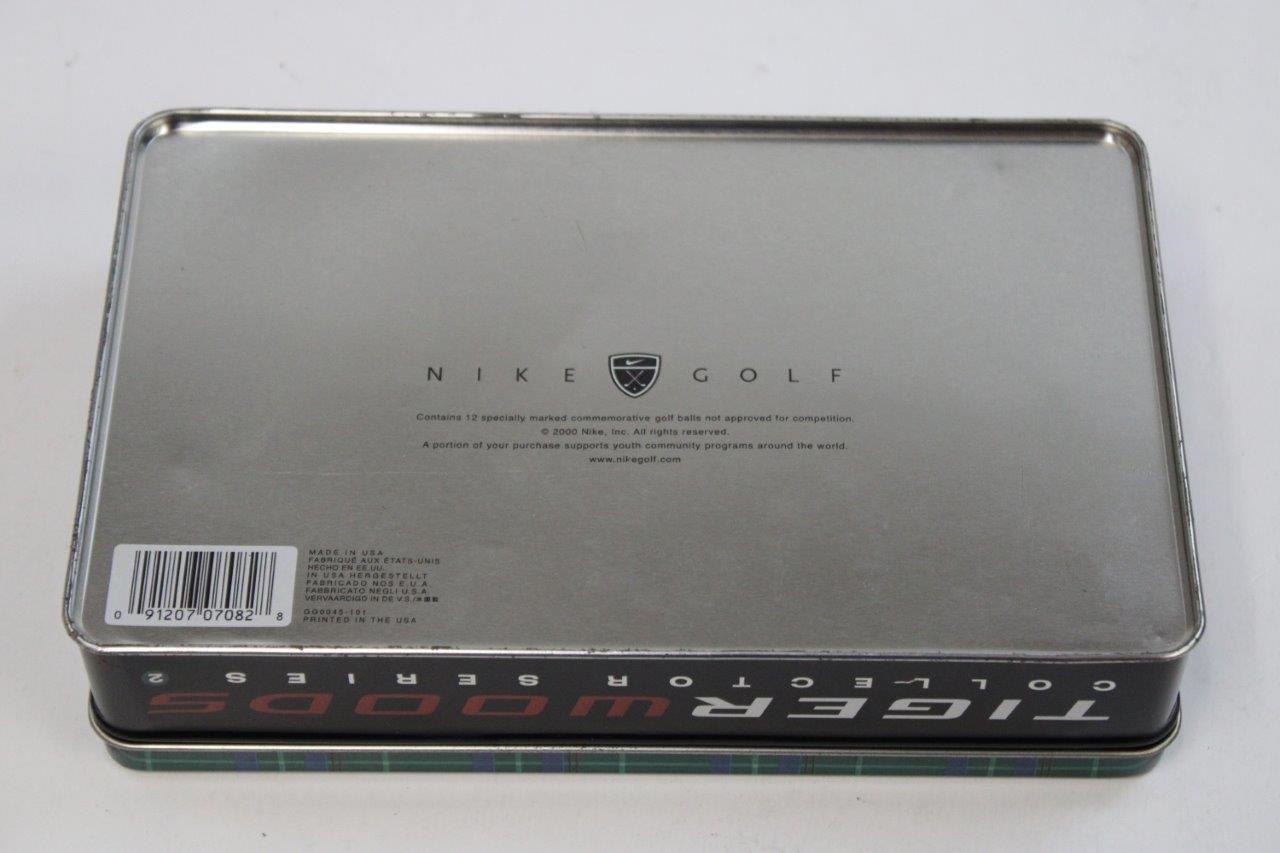 NIKE GOLF
Contains 12 specially marked commemorative golf balls not approved for competition.
© 2000 Nike, Inc. All rights reserved.
A portion of your purchase supports youth community programs around the world.
www.nikegolf.com
MADE IN USA
FABRIQUÉ AUX ÉTATS-UNIS
HECHO EN EE.UU.
IN USA HERGESTELLT
FABRICADO NOS E.U.A.
FABBRICATO NEGLI U.S.A
VERVAARDIGD IN DE V.S./米国製
GG0045-101
PRINTED IN THE USA
0 91207 07082 8
TIGER WOODS
COLLECTOR SERIES 2